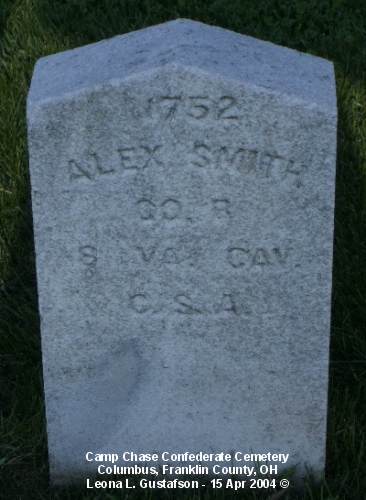 1752
ALEX SMITH
CO. B
8 VA. CAV.
C.S.A.
Camp Chase Confederate Cemetery
Columbus, Franklin County, OH
Leona L. Gustafson - 15 Apr 2004 ©